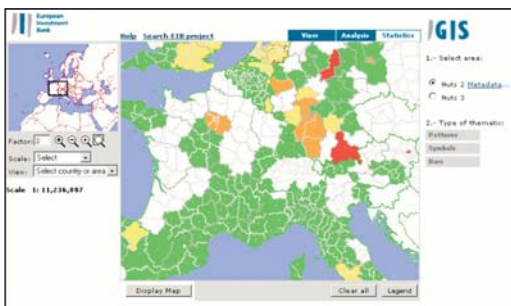 European
Investment
Bank
Help Search EIB project
View Analysis Statistics
GIS
1.- Select area:
Nuts 2 Metadata...
Nuts 3
2.- Type of thematic:
Patterns
Symbols
Bars
Factor: 2
Scale: Select
View: Select country or area
Scale 1: 11,236,897
Display Map
Clear all
Legend